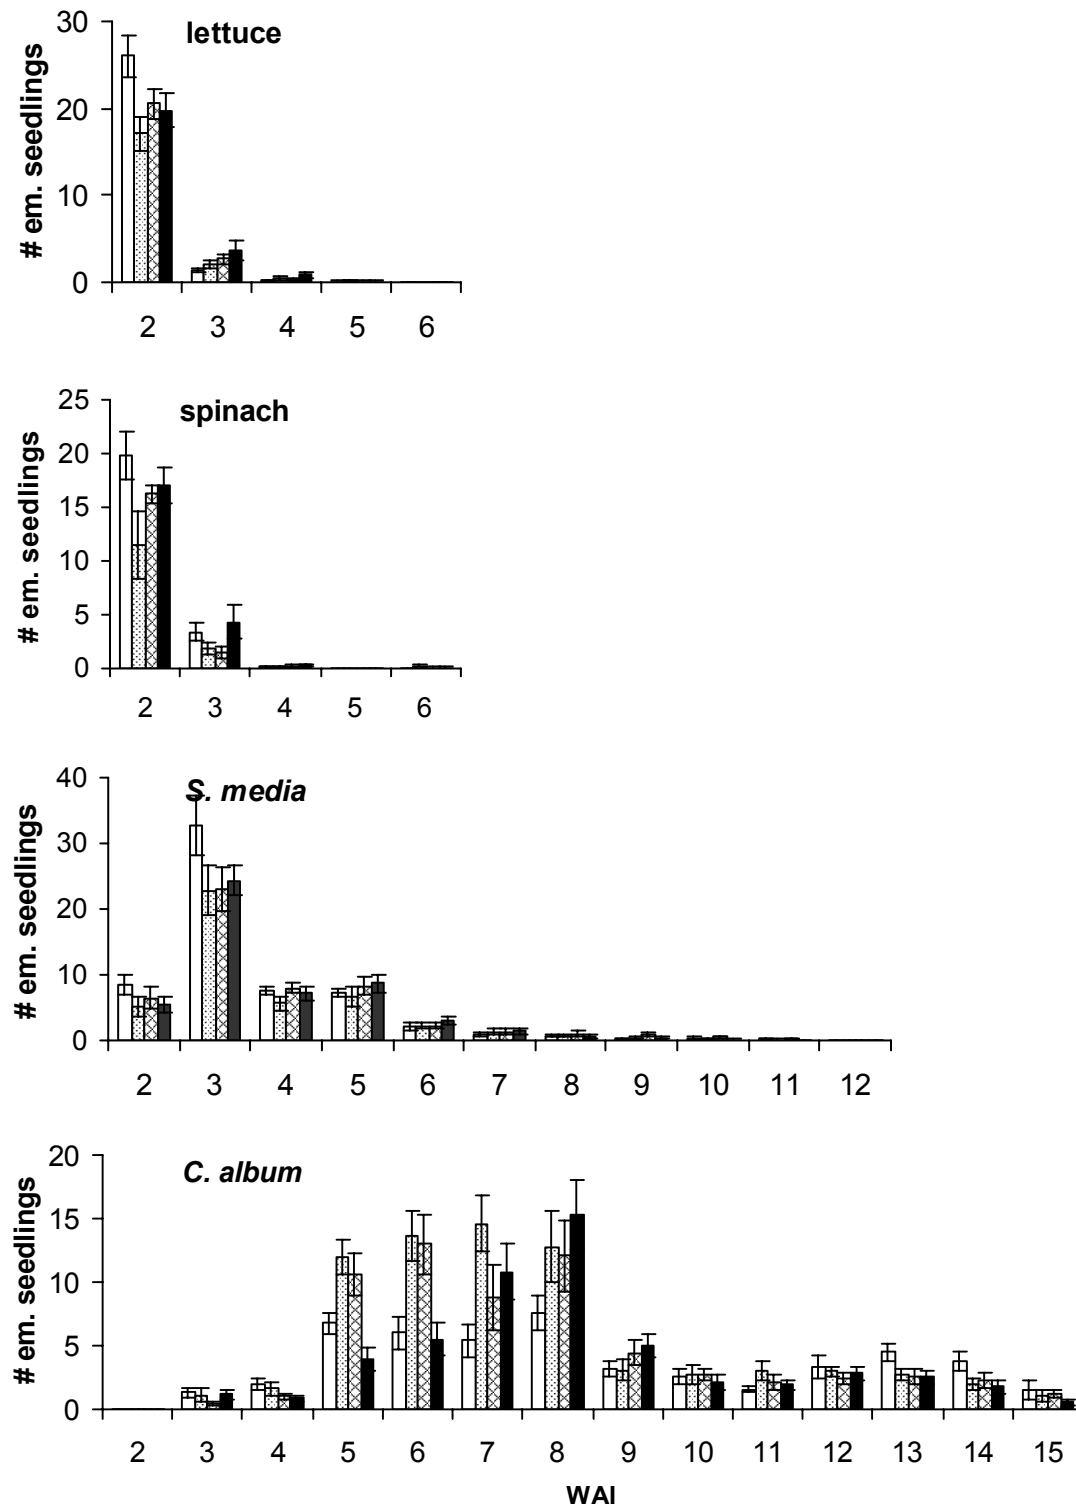 lettuce
# em. seedlings
30
20
10
0
2 3 4 5 6
spinach
# em. seedlings
25
20
15
10
5
0
2 3 4 5 6
S. media
# em. seedlings
40
30
20
10
0
2 3 4 5 6 7 8 9 10 11 12
C. album
# em. seedlings
20
15
10
5
0
2 3 4 5 6 7 8 9 10 11 12 13 14 15
WAI